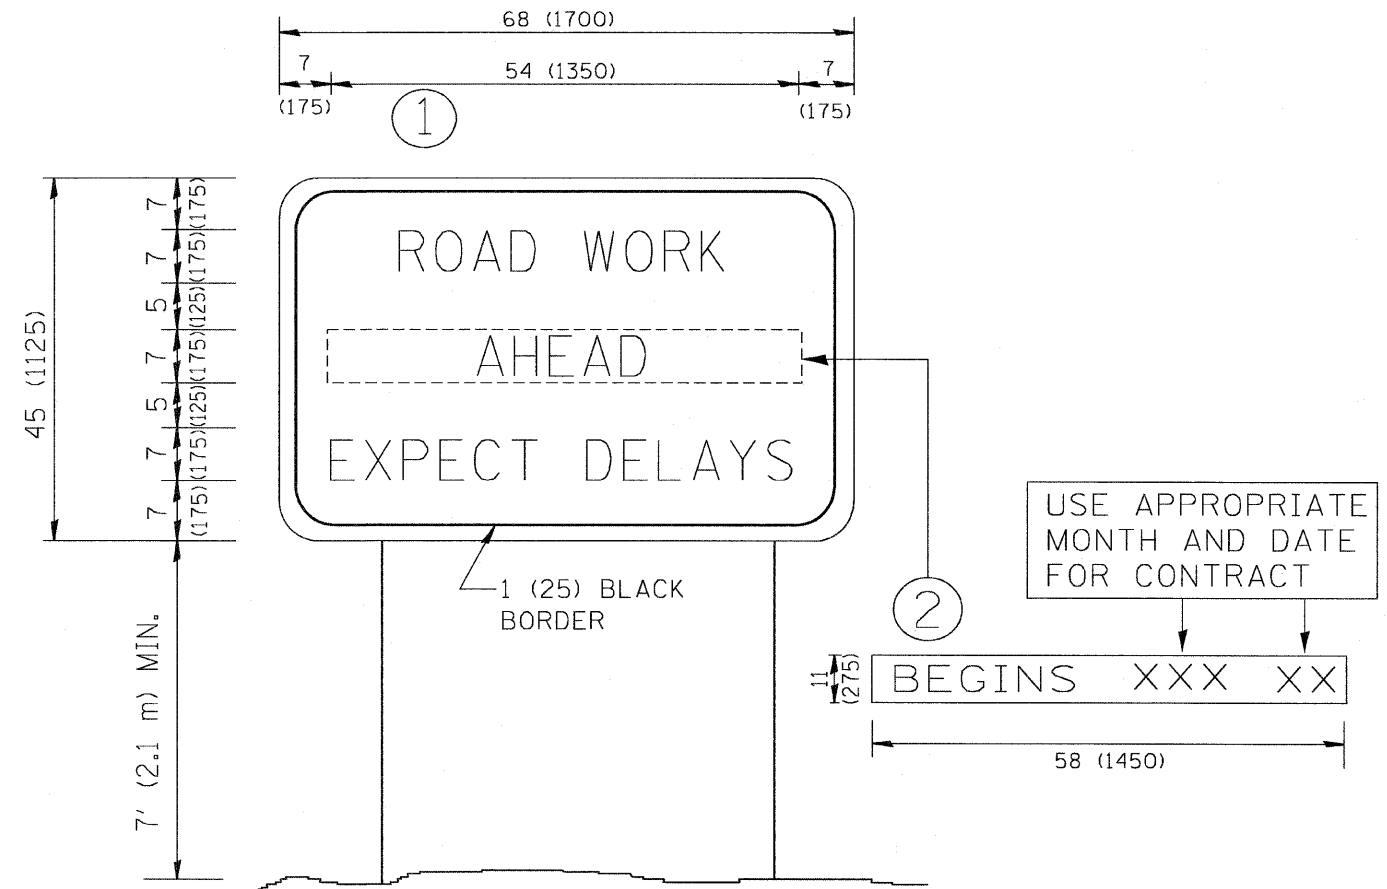 68 (1700)
7
54 (1350)
7
(175)
(175)
1
45 (1125)
7 (175)
7 (175)
5 (125)
7 (175)
5 (125)
7 (175)
7 (175)
7' (2.1 m) MIN.
ROAD WORK
AHEAD
EXPECT DELAYS
1 (25) BLACK
BORDER
2
USE APPROPRIATE
MONTH AND DATE
FOR CONTRACT
11
(275)
BEGINS XXX XX
58 (1450)